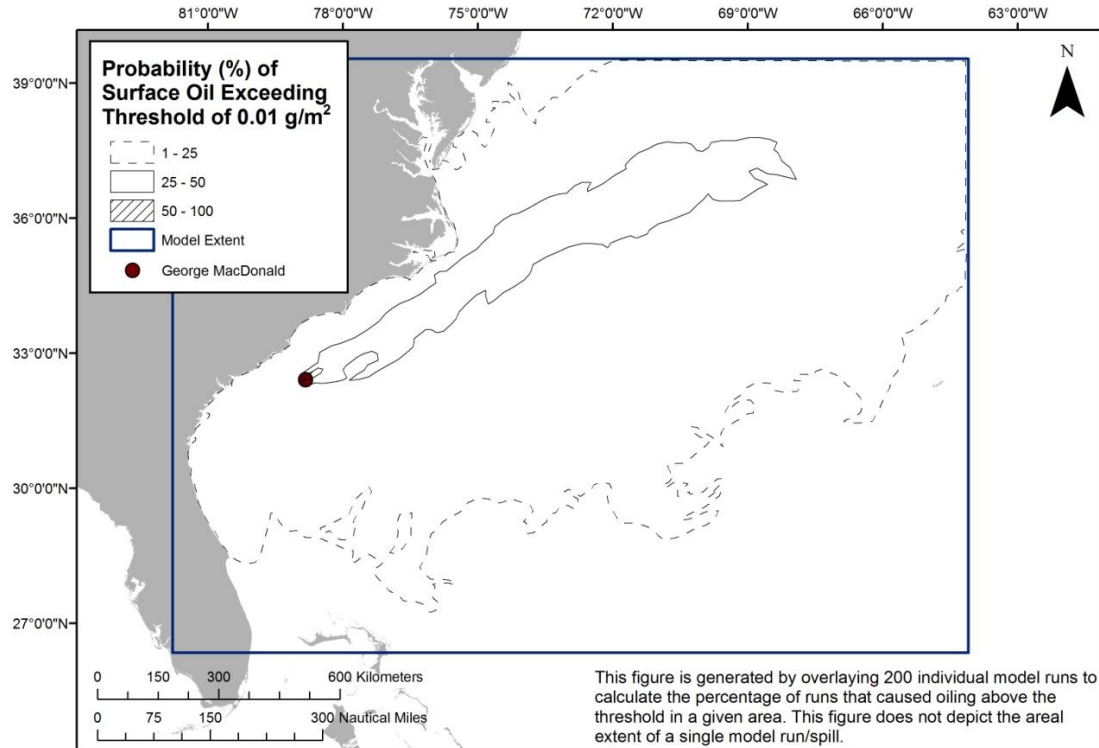 81°0'0"W 78°0'0"W 75°0'0"W 72°0'0"W 69°0'0"W 66°0'0"W 63°0'0"W
Probability (%) of
Surface Oil Exceeding
Threshold of 0.01 g/m²
1 - 25
25 - 50
50 - 100
Model Extent
George MacDonald
N
39°0'0"N
36°0'0"N
33°0'0"N
30°0'0"N
27°0'0"N
0 150 300 600 Kilometers
0 75 150 300 Nautical Miles
This figure is generated by overlaying 200 individual model runs to
calculate the percentage of runs that caused oiling above the
threshold in a given area. This figure does not depict the areal
extent of a single model run/spill.